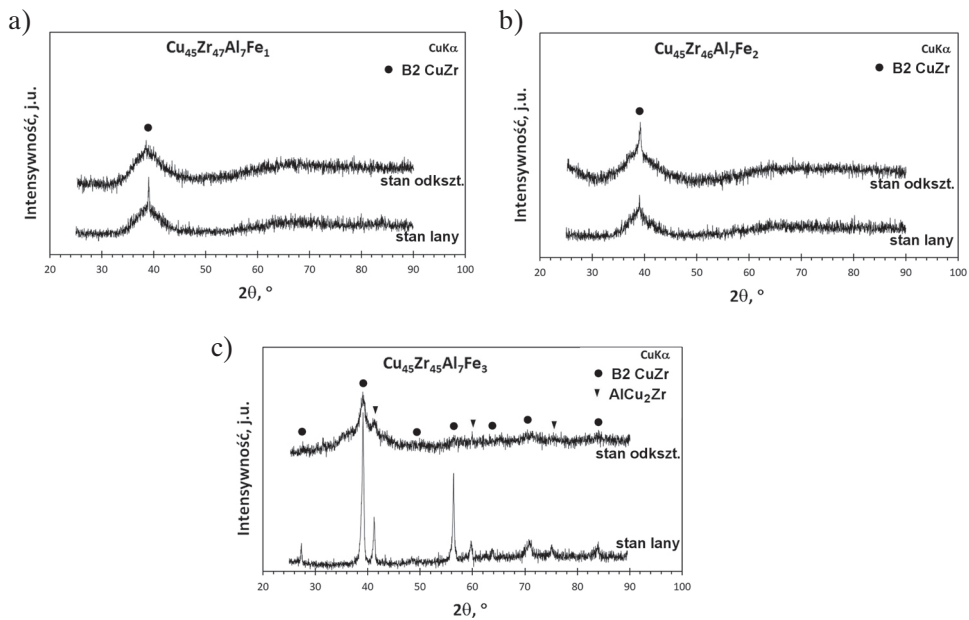 a)
Cu₄₅Zr₄₇Al₇Fe₁
CuKα
● B2 CuZr
Intensywność, j.u.
stan odkszt.
stan lany
20 30 40 50 60 70 80 90 100
2θ, °
b)
Cu₄₅Zr₄₆Al₇Fe₂
CuKα
● B2 CuZr
Intensywność, j.u.
stan odkszt.
stan lany
20 30 40 50 60 70 80 90 100
2θ, °
c)
Cu₄₅Zr₄₅Al₇Fe₃
CuKα
● B2 CuZr
▼ AlCu₂Zr
Intensywność, j.u.
stan odkszt.
stan lany
20 30 40 50 60 70 80 90 100
2θ, °